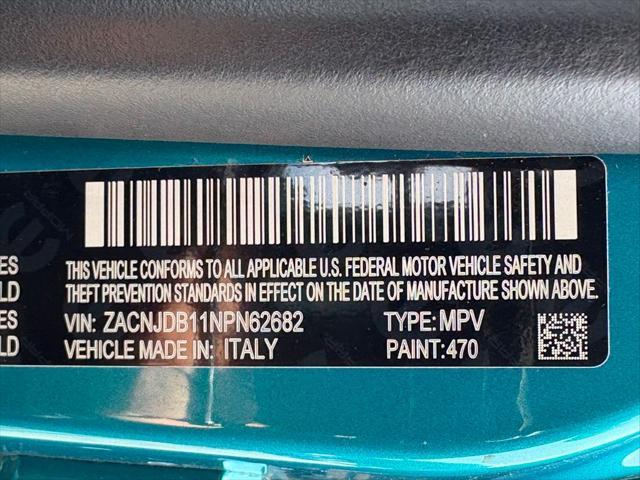 THIS VEHICLE CONFORMS TO ALL APPLICABLE U.S. FEDERAL MOTOR VEHICLE SAFETY AND
THEFT PREVENTION STANDARDS IN EFFECT ON THE DATE OF MANUFACTURE SHOWN ABOVE.
VIN: ZACNJDB11NPN62682 TYPE: MPV
VEHICLE MADE IN: ITALY PAINT: 470